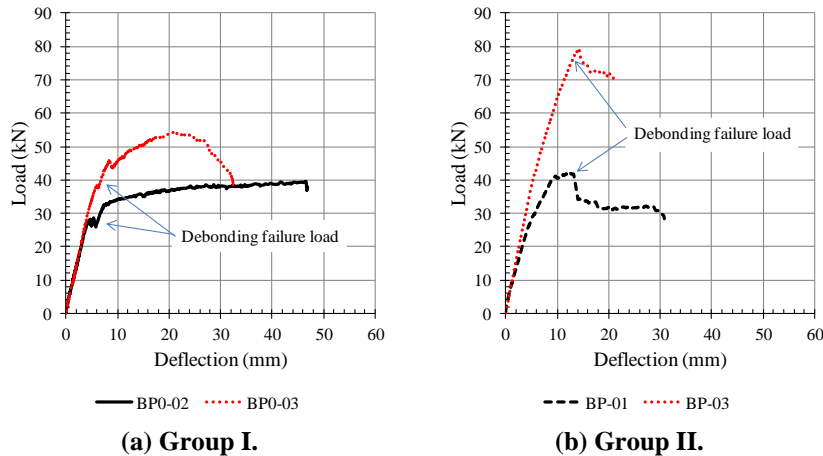 90
80
70
60
50
40
30
20
10
0
Load (kN)
0 10 20 30 40 50 60
Deflection (mm)
Debonding failure load
BP0-02 BP0-03
(a) Group I.
90
80
70
60
50
40
30
20
10
0
Load (kN)
0 10 20 30 40 50 60
Deflection (mm)
Debonding failure load
BP-01 BP-03
(b) Group II.